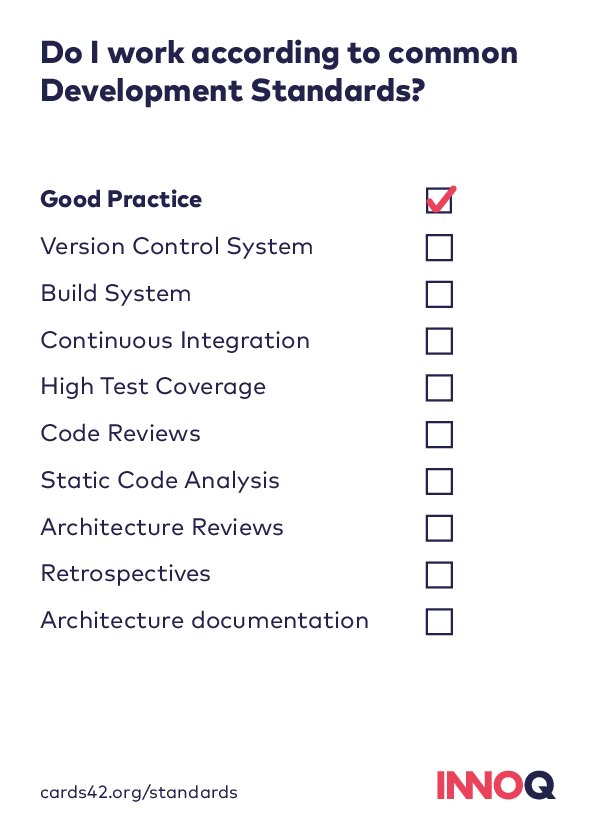 Do I work according to common
Development Standards?
Good Practice
Version Control System
Build System
Continuous Integration
High Test Coverage
Code Reviews
Static Code Analysis
Architecture Reviews
Retrospectives
Architecture documentation
cards42.org/standards
INNOQ